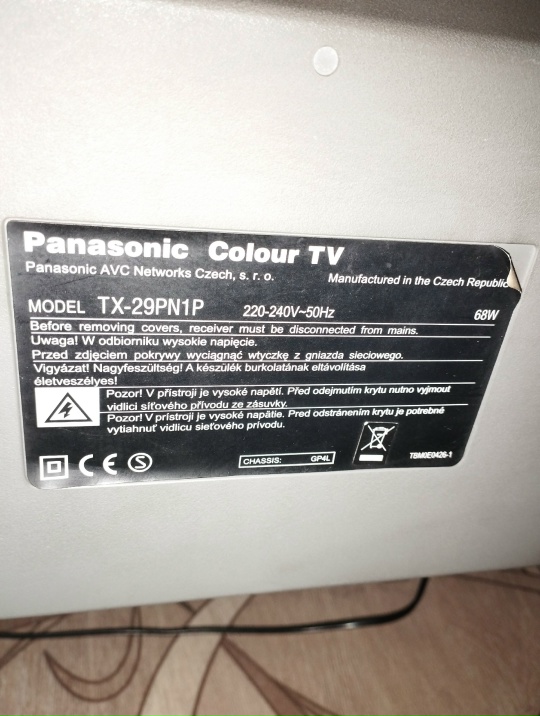 Panasonic Colour TV
Panasonic AVC Networks Czech, s. r. o.
Manufactured in the Czech Republic
MODEL TX-29PN1P 220-240V~50Hz 68W
Before removing covers, receiver must be disconnected from mains.
Uwaga! W odborniku wysokie napięcie.
Przed zdjęciem pokrywy wyciągnąć wtyczkę z gniazda sieciowego.
Vigyázat! Nagyfeszültség! A készülék burkolatának eltávolítása
életveszélyes!
Pozor! V přístroji je vysoké napětí. Před odejmutím krytu nutno vyjmout
vidlici síťového přívodu ze zásuvky.
Pozor! V prístroji je vysoké napätie. Pred odstránením krytu je potrebné
vytiahnuť vidlicu sieťového prívodu.
CE S
CHASSIS: GP4L
TBM0E0426-1